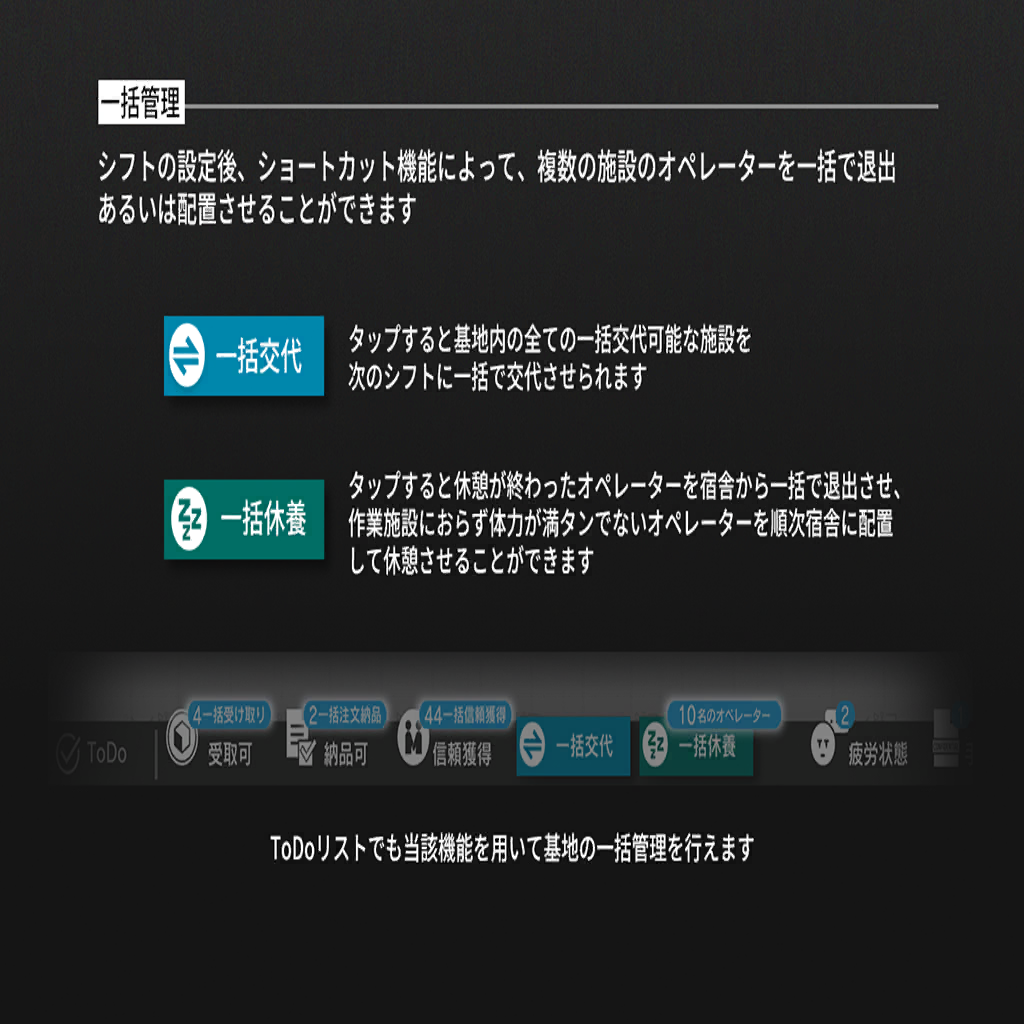 一括管理
シフトの設定後、ショートカット機能によって、複数の施設のオペレーターを一括で退出
あるいは配置させることができます
一括交代
タップすると基地内の全ての一括交代可能な施設を
次のシフトに一括で交代させられます
一括休養
タップすると休憩が終わったオペレーターを宿舎から一括で退出させ、
作業施設におらず体力が満タンでないオペレーターを順次宿舎に配置
して休憩させることができます
4一括受け取り
2一括注文納品
44一括信頼獲得
10名のオペレーター
2
ToDo
受取可
納品可
信頼獲得
一括交代
一括休養
疲労状態
ToDoリストでも当該機能を用いて基地の一括管理を行えます